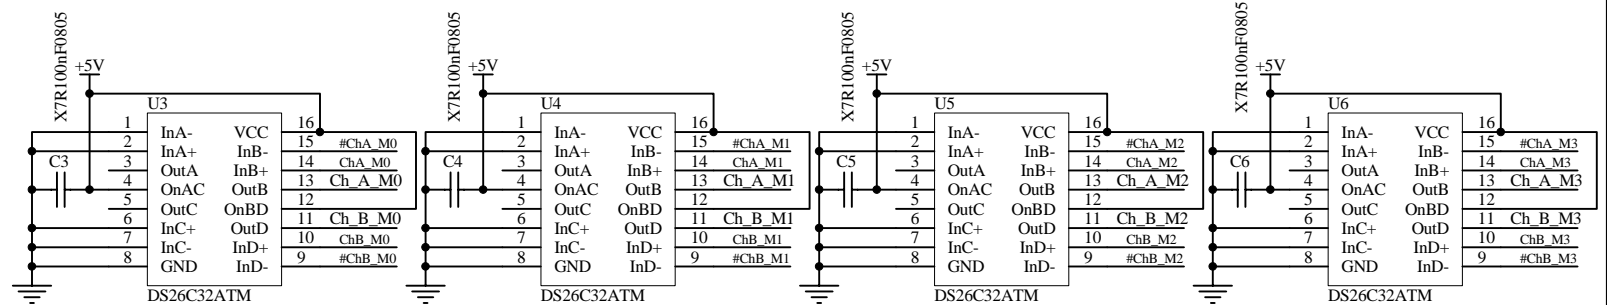 X7R100nF0805
+5V
U3
1 InA- VCC 16
2 InA+ InB- 15 #ChA_M0
3 OutA InB+ 14 ChA_M0
C3
4 OnAC OutB 13 Ch_A_M0
5 OutC OnBD 12
6 InC+ OutD 11 Ch_B_M0
7 InC- InD+ 10 ChB_M0
8 GND InD- 9 #ChB_M0
DS26C32ATM
X7R100nF0805
+5V
U4
1 InA- VCC 16
2 InA+ InB- 15 #ChA_M1
3 OutA InB+ 14 ChA_M1
C4
4 OnAC OutB 13 Ch_A_M1
5 OutC OnBD 12
6 InC+ OutD 11 Ch_B_M1
7 InC- InD+ 10 ChB_M1
8 GND InD- 9 #ChB_M1
DS26C32ATM
X7R100nF0805
+5V
U5
1 InA- VCC 16
2 InA+ InB- 15 #ChA_M2
3 OutA InB+ 14 ChA_M2
C5
4 OnAC OutB 13 Ch_A_M2
5 OutC OnBD 12
6 InC+ OutD 11 Ch_B_M2
7 InC- InD+ 10 ChB_M2
8 GND InD- 9 #ChB_M2
DS26C32ATM
X7R100nF0805
+5V
U6
1 InA- VCC 16
2 InA+ InB- 15 #ChA_M3
3 OutA InB+ 14 ChA_M3
C6
4 OnAC OutB 13 Ch_A_M3
5 OutC OnBD 12
6 InC+ OutD 11 Ch_B_M3
7 InC- InD+ 10 ChB_M3
8 GND InD- 9 #ChB_M3
DS26C32ATM